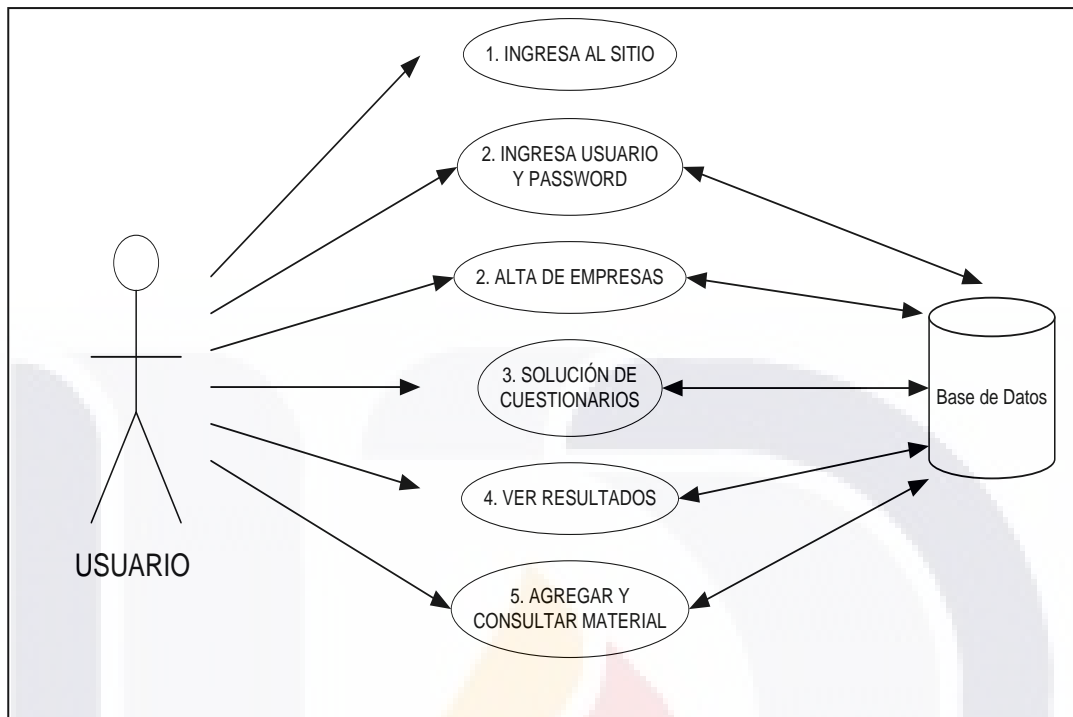 1. INGRESA AL SITIO
2. INGRESA USUARIO
Y PASSWORD
2. ALTA DE EMPRESAS
3. SOLUCIÓN DE
CUESTIONARIOS
Base de Datos
4. VER RESULTADOS
USUARIO
5. AGREGAR Y
CONSULTAR MATERIAL